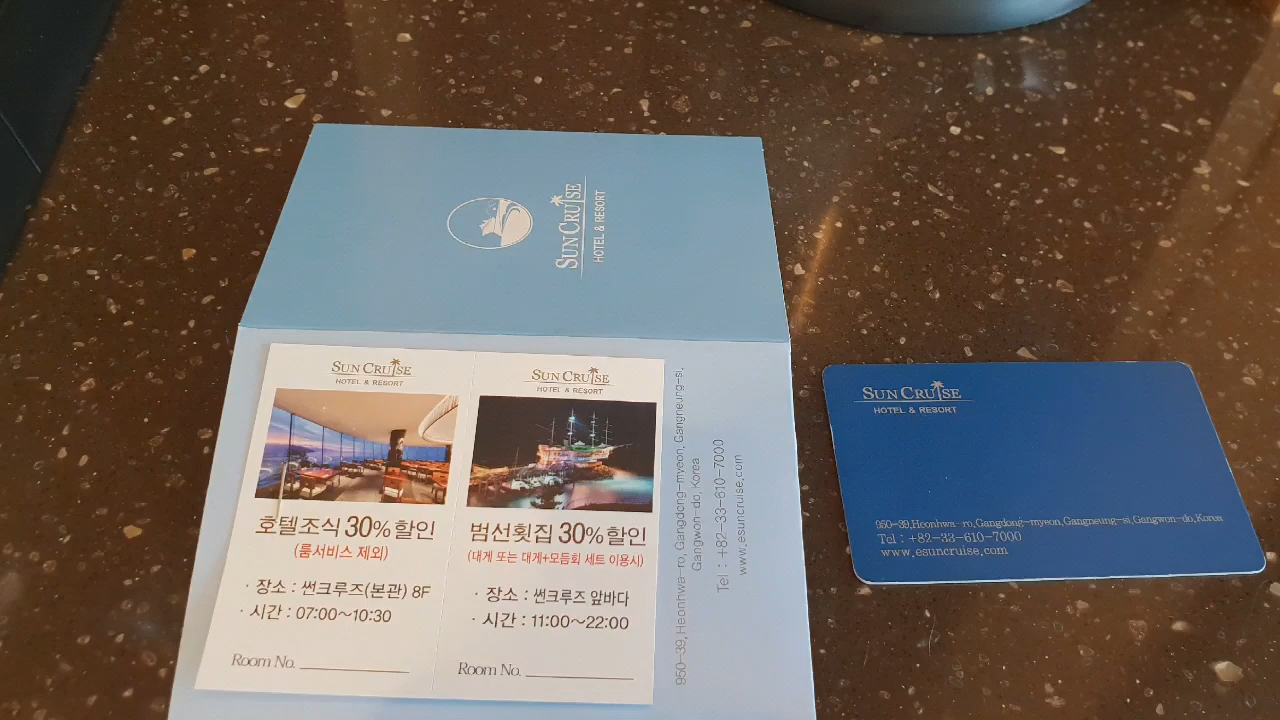 SUN CRUISE
HOTEL & RESORT
SUN CRUISE
HOTEL & RESORT
호텔조식 30% 할인
(룸서비스 제외)
· 장소 : 썬크루즈(본관) 8F
· 시간 : 07:00~10:30
Room No.
SUN CRUISE
HOTEL & RESORT
범선횟집 30% 할인
(대게 또는 대게+모듬회 세트 이용시)
· 장소 : 썬크루즈 앞바다
· 시간 : 11:00~22:00
Room No.
950-39, Heonhwa-ro, Gangdong-myeon, Gangneung-si,
Gangwon-do, Korea
Tel : +82-33-610-7000
www.esuncruise.com
SUN CRUISE
HOTEL & RESORT
950-39,Heonhwa-ro,Gangdong-myeon,Gangneung-si,Gangwon-do,Korea
Tel : +82-33-610-7000
www.esuncruise.com